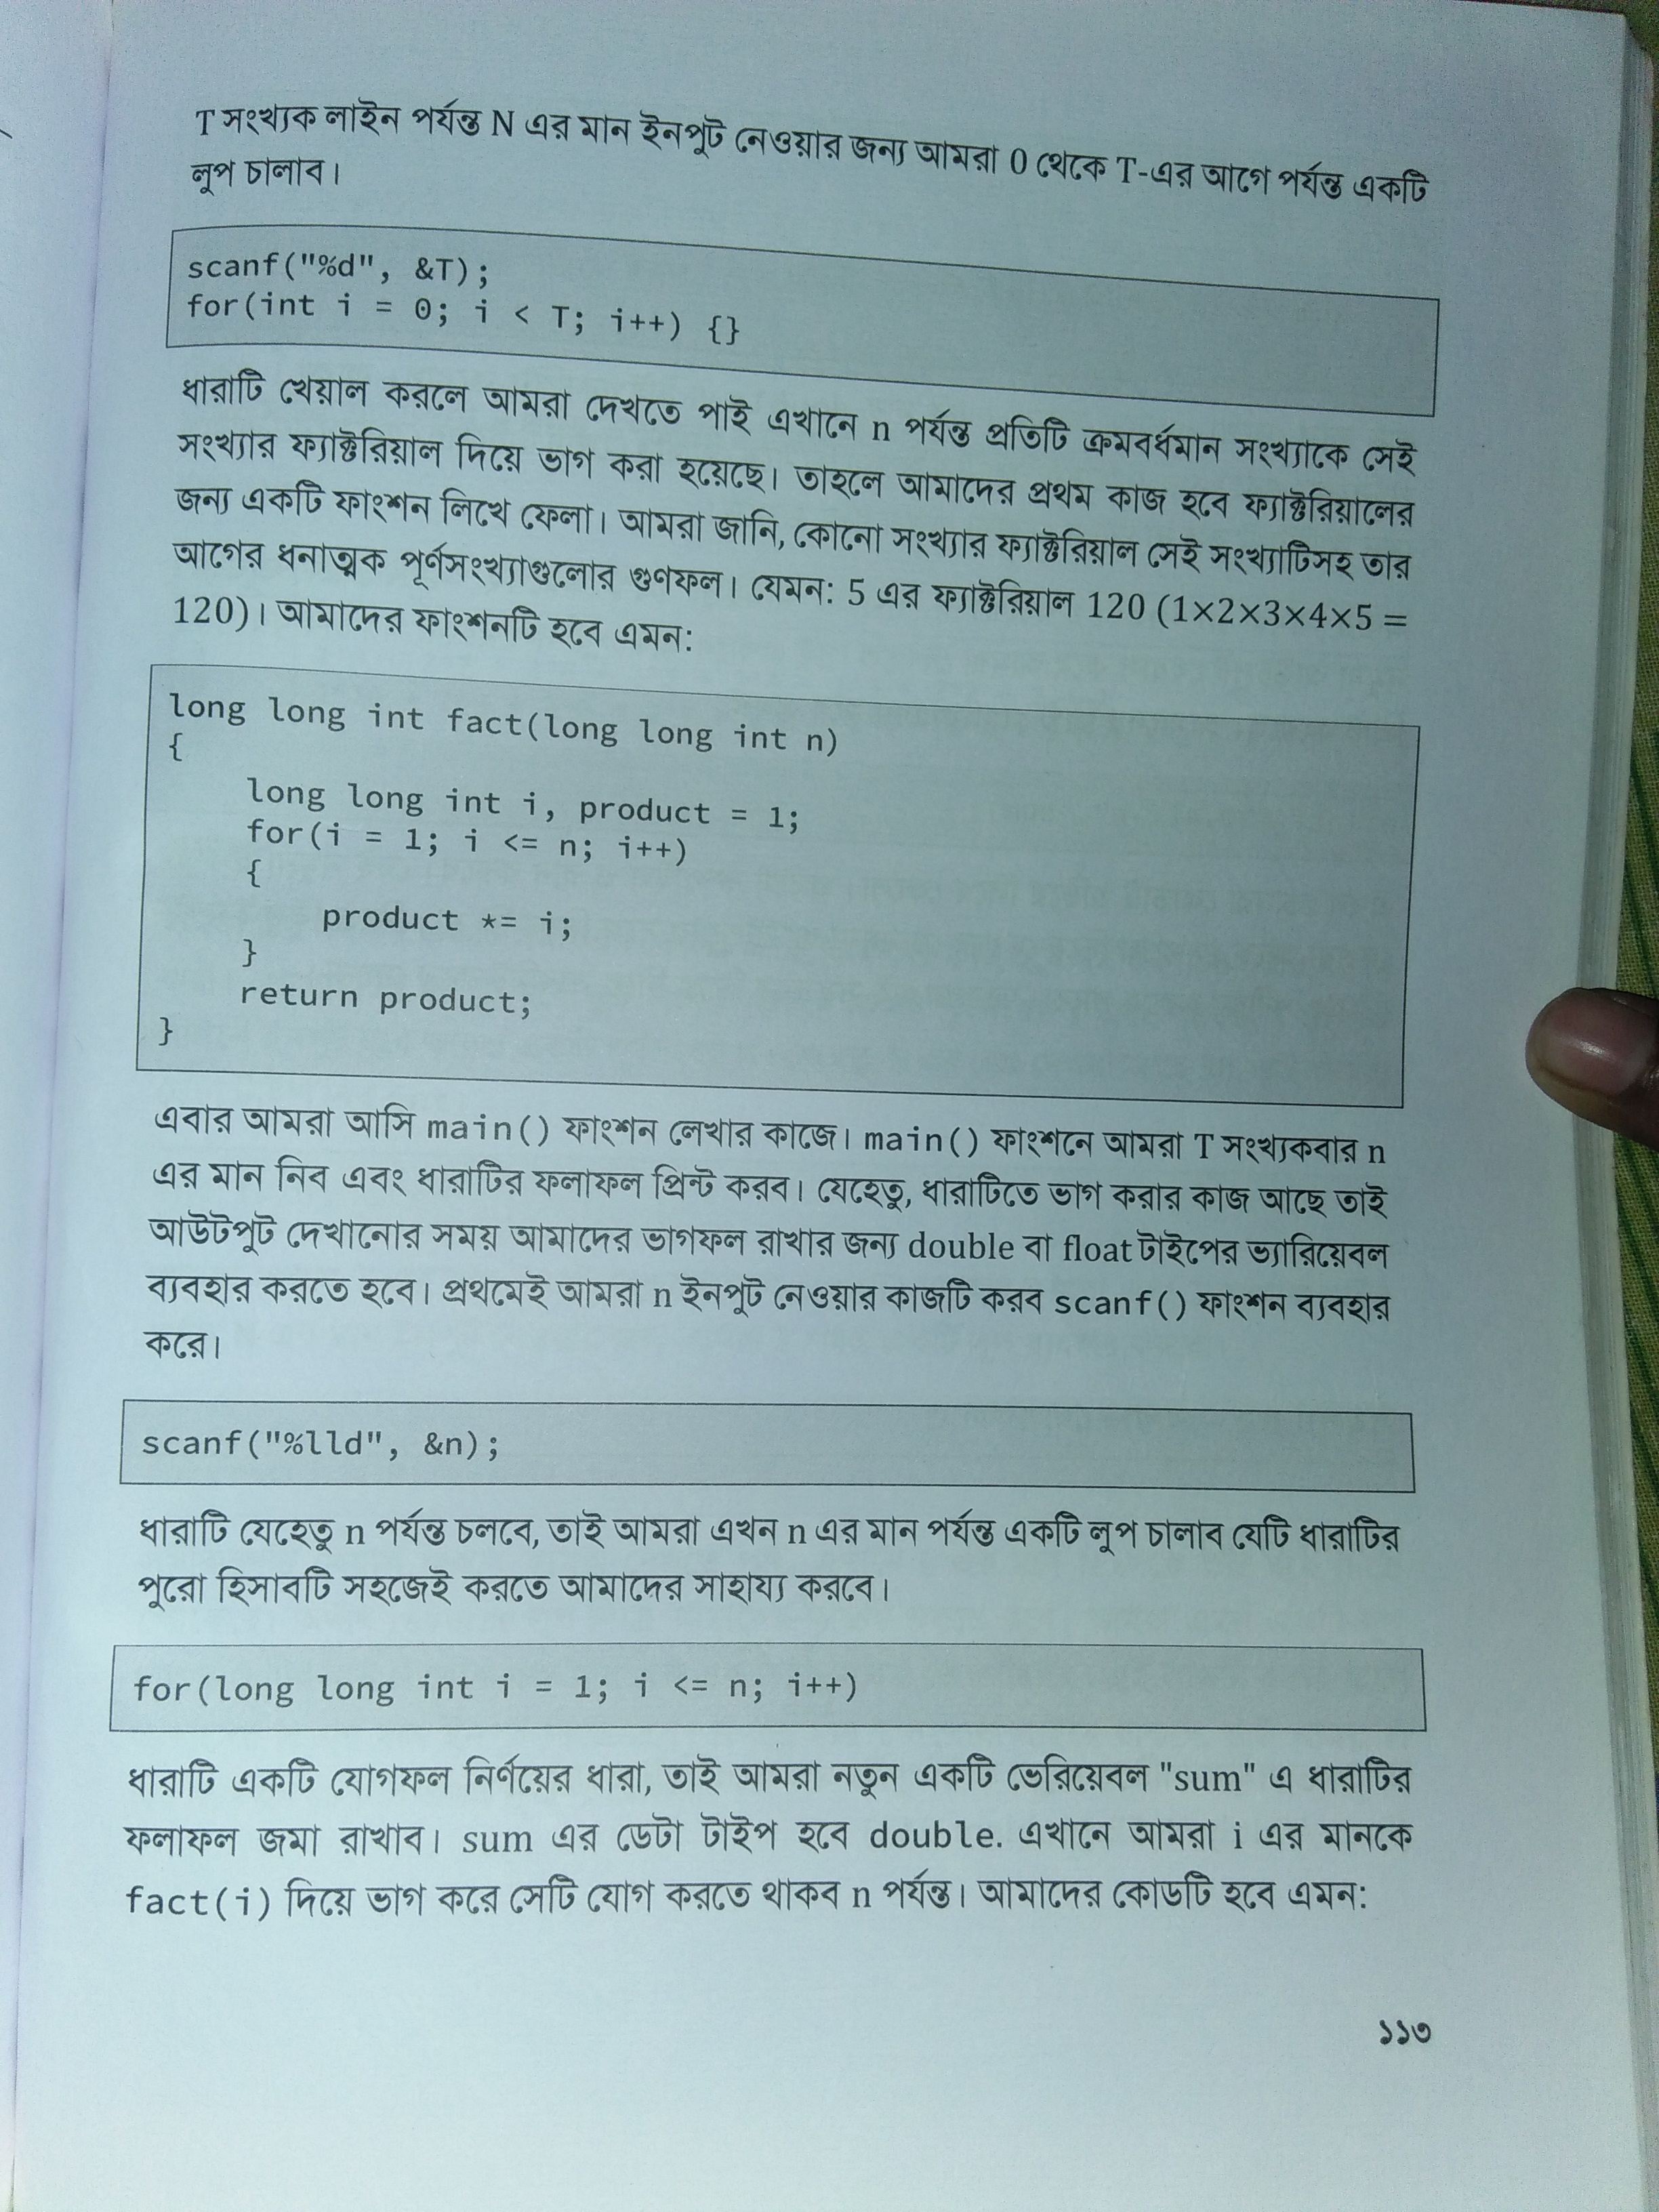 T সংখ্যক লাইন পর্যন্ত N এর মান ইনপুট নেওয়ার জন্য আমরা 0 থেকে T-এর আগে পর্যন্ত একটি
লুপ চালাব।
scanf("%d", &T);
for(int i = 0; i < T; i++) {}
ধারাটি খেয়াল করলে আমরা দেখতে পাই এখানে n পর্যন্ত প্রতিটি ক্রমবর্ধমান সংখ্যাকে সেই
সংখ্যার ফ্যাক্টরিয়াল দিয়ে ভাগ করা হয়েছে। তাহলে আমাদের প্রথম কাজ হবে ফ্যাক্টরিয়ালের
জন্য একটি ফাংশন লিখে ফেলা। আমরা জানি, কোনো সংখ্যার ফ্যাক্টরিয়াল সেই সংখ্যাটিসহ তার
আগের ধনাত্মক পূর্ণসংখ্যাগুলোর গুণফল। যেমন: 5 এর ফ্যাক্টরিয়াল 120 (1×2×3×4×5 =
120)। আমাদের ফাংশনটি হবে এমন:
long long int fact(long long int n)
{
    long long int i, product = 1;
    for(i = 1; i <= n; i++)
    {
        product *= i;
    }
    return product;
}
এবার আমরা আসি main() ফাংশন লেখার কাজে। main() ফাংশনে আমরা T সংখ্যকবার n
এর মান নিব এবং ধারাটির ফলাফল প্রিন্ট করব। যেহেতু, ধারাটিতে ভাগ করার কাজ আছে তাই
আউটপুট দেখানোর সময় আমাদের ভাগফল রাখার জন্য double বা float টাইপের ভ্যারিয়েবল
ব্যবহার করতে হবে। প্রথমেই আমরা n ইনপুট নেওয়ার কাজটি করব scanf() ফাংশন ব্যবহার
করে।
scanf("%lld", &n);
ধারাটি যেহেতু n পর্যন্ত চলবে, তাই আমরা এখন n এর মান পর্যন্ত একটি লুপ চালাব যেটি ধারাটির
পুরো হিসাবটি সহজেই করতে আমাদের সাহায্য করবে।
for(long long int i = 1; i <= n; i++)
ধারাটি একটি যোগফল নির্ণয়ের ধারা, তাই আমরা নতুন একটি ভেরিয়েবল "sum" এ ধারাটির
ফলাফল জমা রাখাব। sum এর ডেটা টাইপ হবে double. এখানে আমরা i এর মানকে
fact(i) দিয়ে ভাগ করে সেটি যোগ করতে থাকব n পর্যন্ত। আমাদের কোডটি হবে এমন:
১১৩